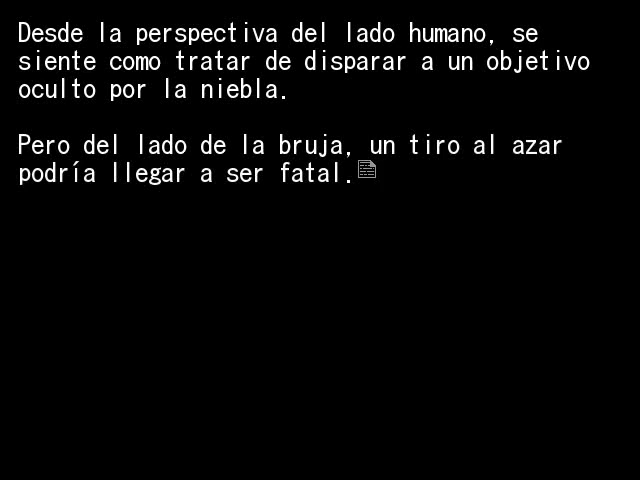 Desde la perspectiva del lado humano, se
siente como tratar de disparar a un objetivo
oculto por la niebla.
Pero del lado de la bruja, un tiro al azar
podría llegar a ser fatal.